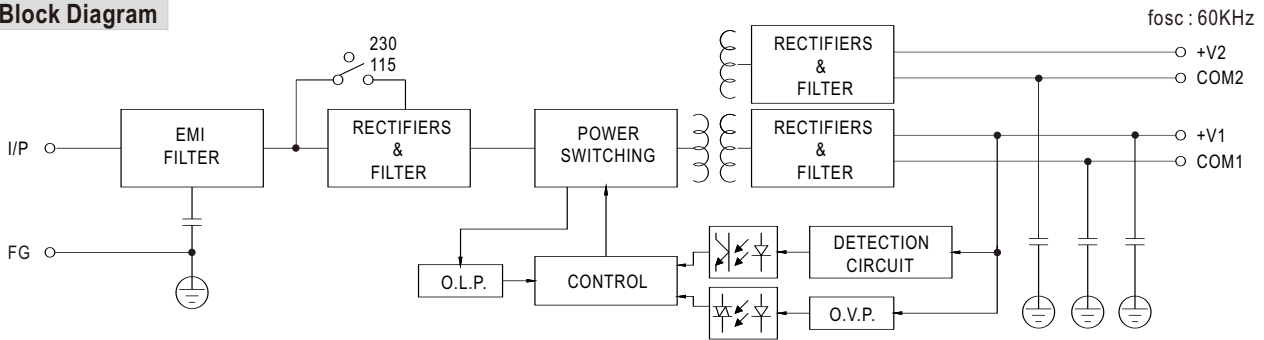 Block Diagram
fosc : 60KHz
230
115
I/P
EMI
FILTER
RECTIFIERS
&
FILTER
POWER
SWITCHING
RECTIFIERS
&
FILTER
+V2
COM2
RECTIFIERS
&
FILTER
+V1
COM1
FG
O.L.P.
CONTROL
DETECTION
CIRCUIT
O.V.P.